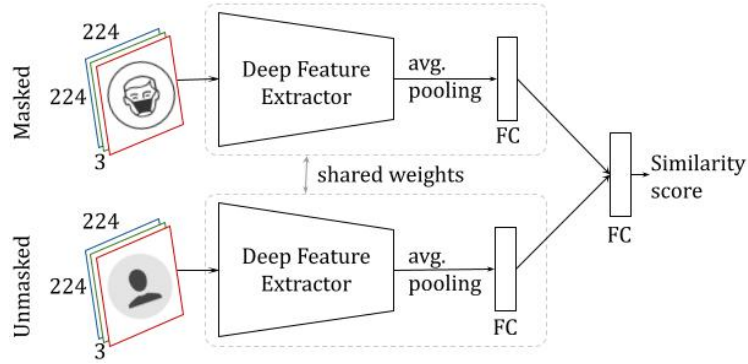 Masked
224
224
3
Deep Feature
Extractor
avg.
pooling
FC
shared weights
FC
Similarity
score
Unmasked
224
224
3
Deep Feature
Extractor
avg.
pooling
FC